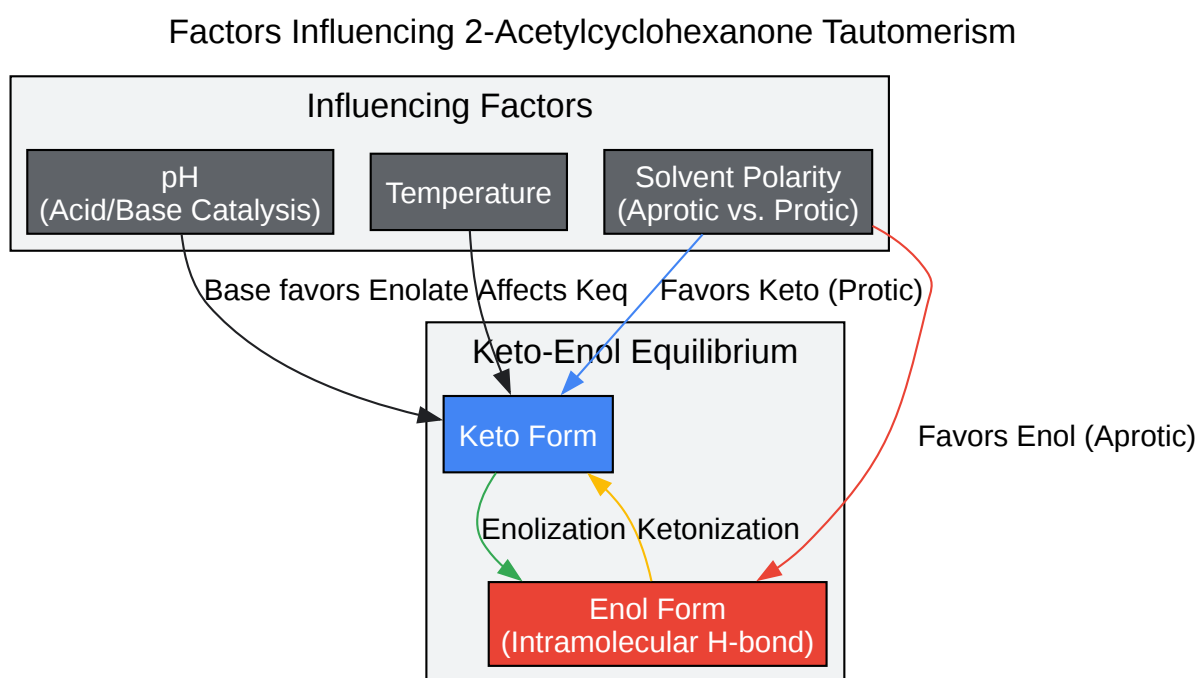 Factors Influencing 2-Acetylcyclohexanone Tautomerism
Influencing Factors
pH
(Acid/Base Catalysis)
Temperature
Solvent Polarity
(Aprotic vs. Protic)
Base favors Enolate
Affects Keq
Favors Keto (Protic)
Keto-Enol Equilibrium
Keto Form
Favors Enol (Aprotic)
Enolization
Ketonization
Enol Form
(Intramolecular H-bond)